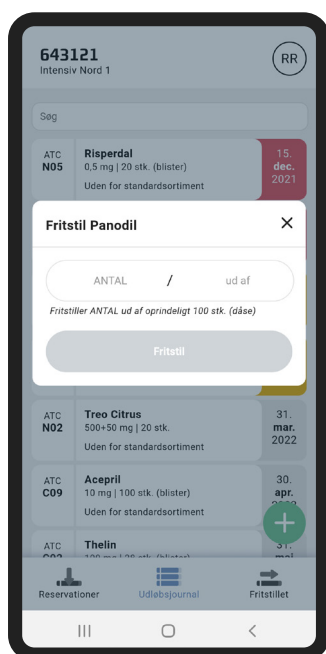 643121
Intensiv Nord 1
RR
Søg
ATC
N05
Risperdal
0,5 mg | 20 stk. (blister)
Uden for standardsortiment
15.
dec.
2021
Fritstil Panodil
ANTAL / ud af
Fritstiller ANTAL ud af oprindeligt 100 stk. (dåse)
Fritstil
ATC
N02
Treo Citrus
500+50 mg | 20 stk.
Uden for standardsortiment
31.
mar.
2022
ATC
C09
Acepril
10 mg | 100 stk. (blister)
Uden for standardsortiment
30.
apr.
ATC
Thelin
31.
Reservationer
Udløbsjournal
Fritstillet